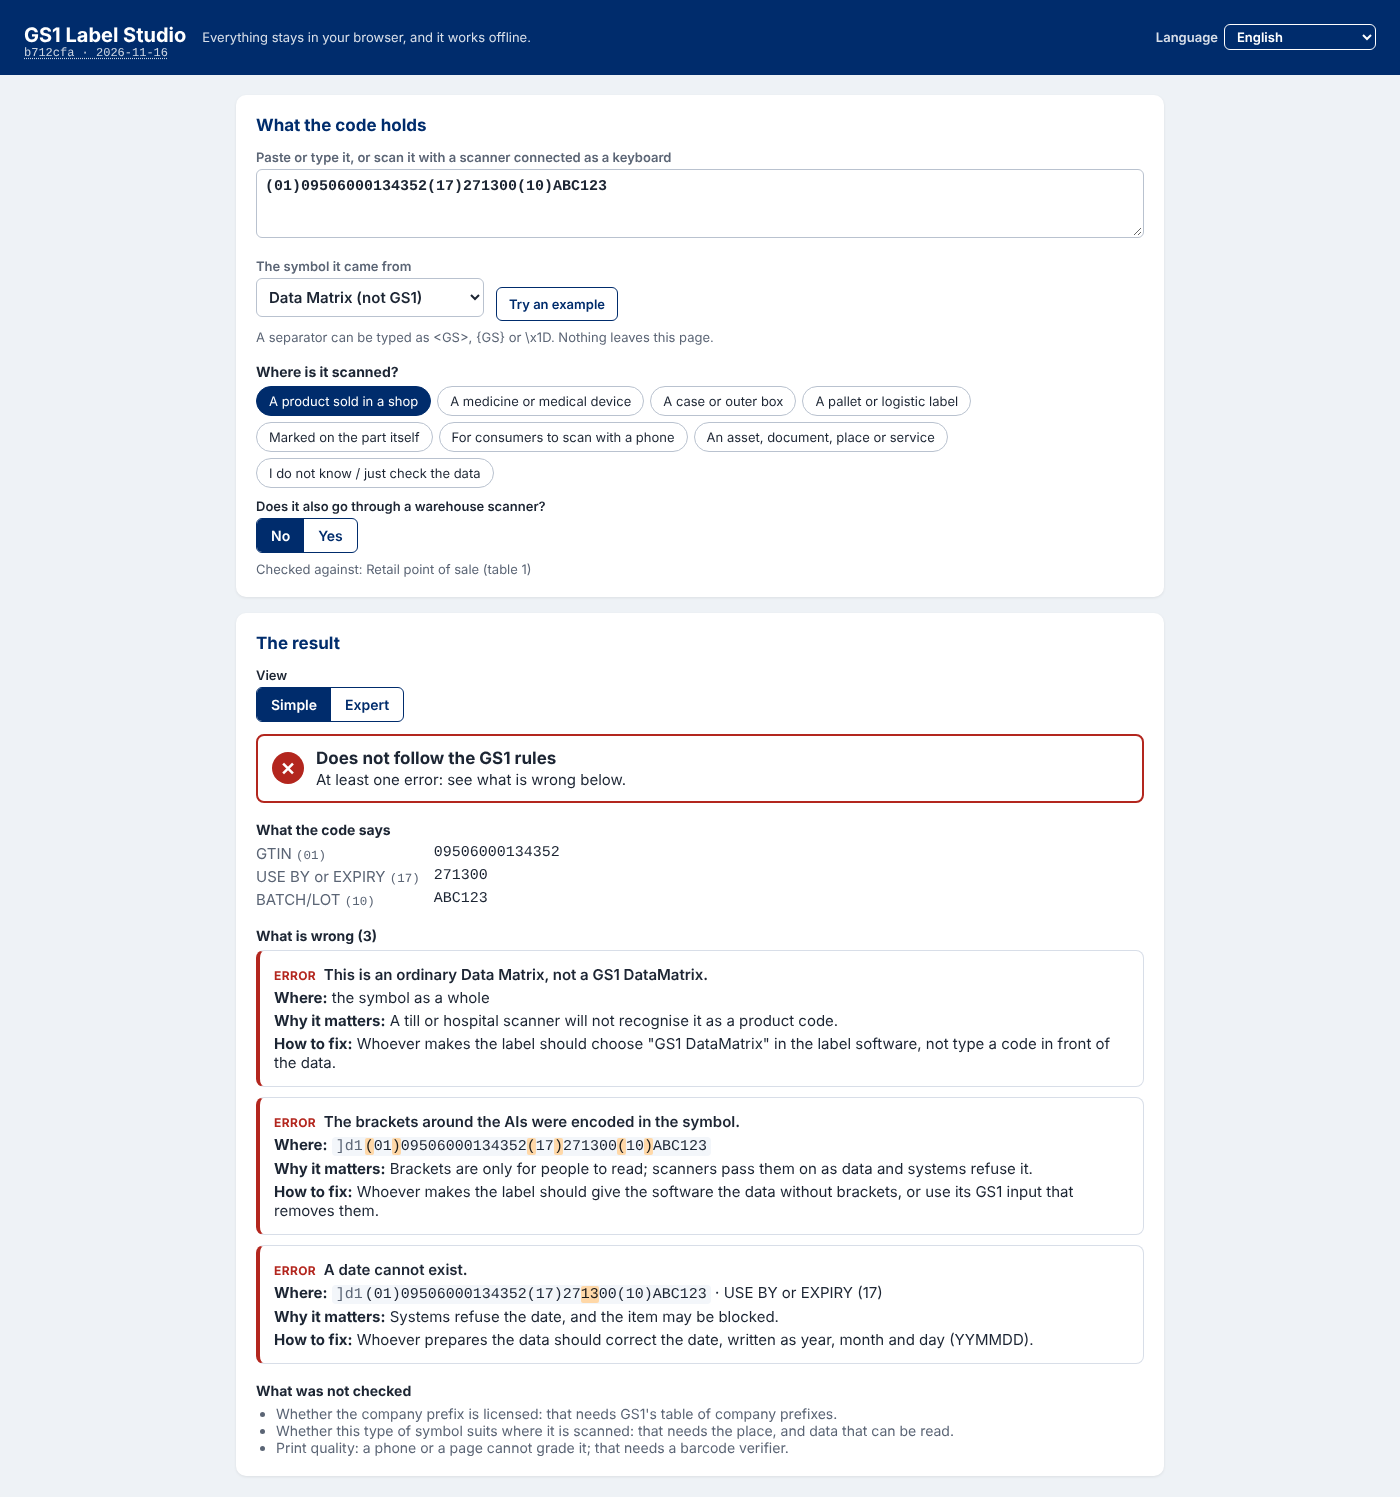 GS1 Label Studio
b712cfa · 2026-11-16
Everything stays in your browser, and it works offline.
Language English
What the code holds
Paste or type it, or scan it with a scanner connected as a keyboard
(01)09506000134352(17)271300(10)ABC123
The symbol it came from
Data Matrix (not GS1)
Try an example
A separator can be typed as <GS>, {GS} or \x1D. Nothing leaves this page.
Where is it scanned?
A product sold in a shop
A medicine or medical device
A case or outer box
A pallet or logistic label
Marked on the part itself
For consumers to scan with a phone
An asset, document, place or service
I do not know / just check the data
Does it also go through a warehouse scanner?
No
Yes
Checked against: Retail point of sale (table 1)
The result
View
Simple
Expert
Does not follow the GS1 rules
At least one error: see what is wrong below.
What the code says
GTIN (01) 09506000134352
USE BY or EXPIRY (17) 271300
BATCH/LOT (10) ABC123
What is wrong (3)
ERROR This is an ordinary Data Matrix, not a GS1 DataMatrix.
Where: the symbol as a whole
Why it matters: A till or hospital scanner will not recognise it as a product code.
How to fix: Whoever makes the label should choose "GS1 DataMatrix" in the label software, not type a code in front of
the data.
ERROR The brackets around the AIs were encoded in the symbol.
Where: ]d1(01)09506000134352(17)271300(10)ABC123
Why it matters: Brackets are only for people to read; scanners pass them on as data and systems refuse it.
How to fix: Whoever makes the label should give the software the data without brackets, or use its GS1 input that
removes them.
ERROR A date cannot exist.
Where: ]d1(01)09506000134352(17)271300(10)ABC123 · USE BY or EXPIRY (17)
Why it matters: Systems refuse the date, and the item may be blocked.
How to fix: Whoever prepares the data should correct the date, written as year, month and day (YYMMDD).
What was not checked
• Whether the company prefix is licensed: that needs GS1's table of company prefixes.
• Whether this type of symbol suits where it is scanned: that needs the place, and data that can be read.
• Print quality: a phone or a page cannot grade it; that needs a barcode verifier.